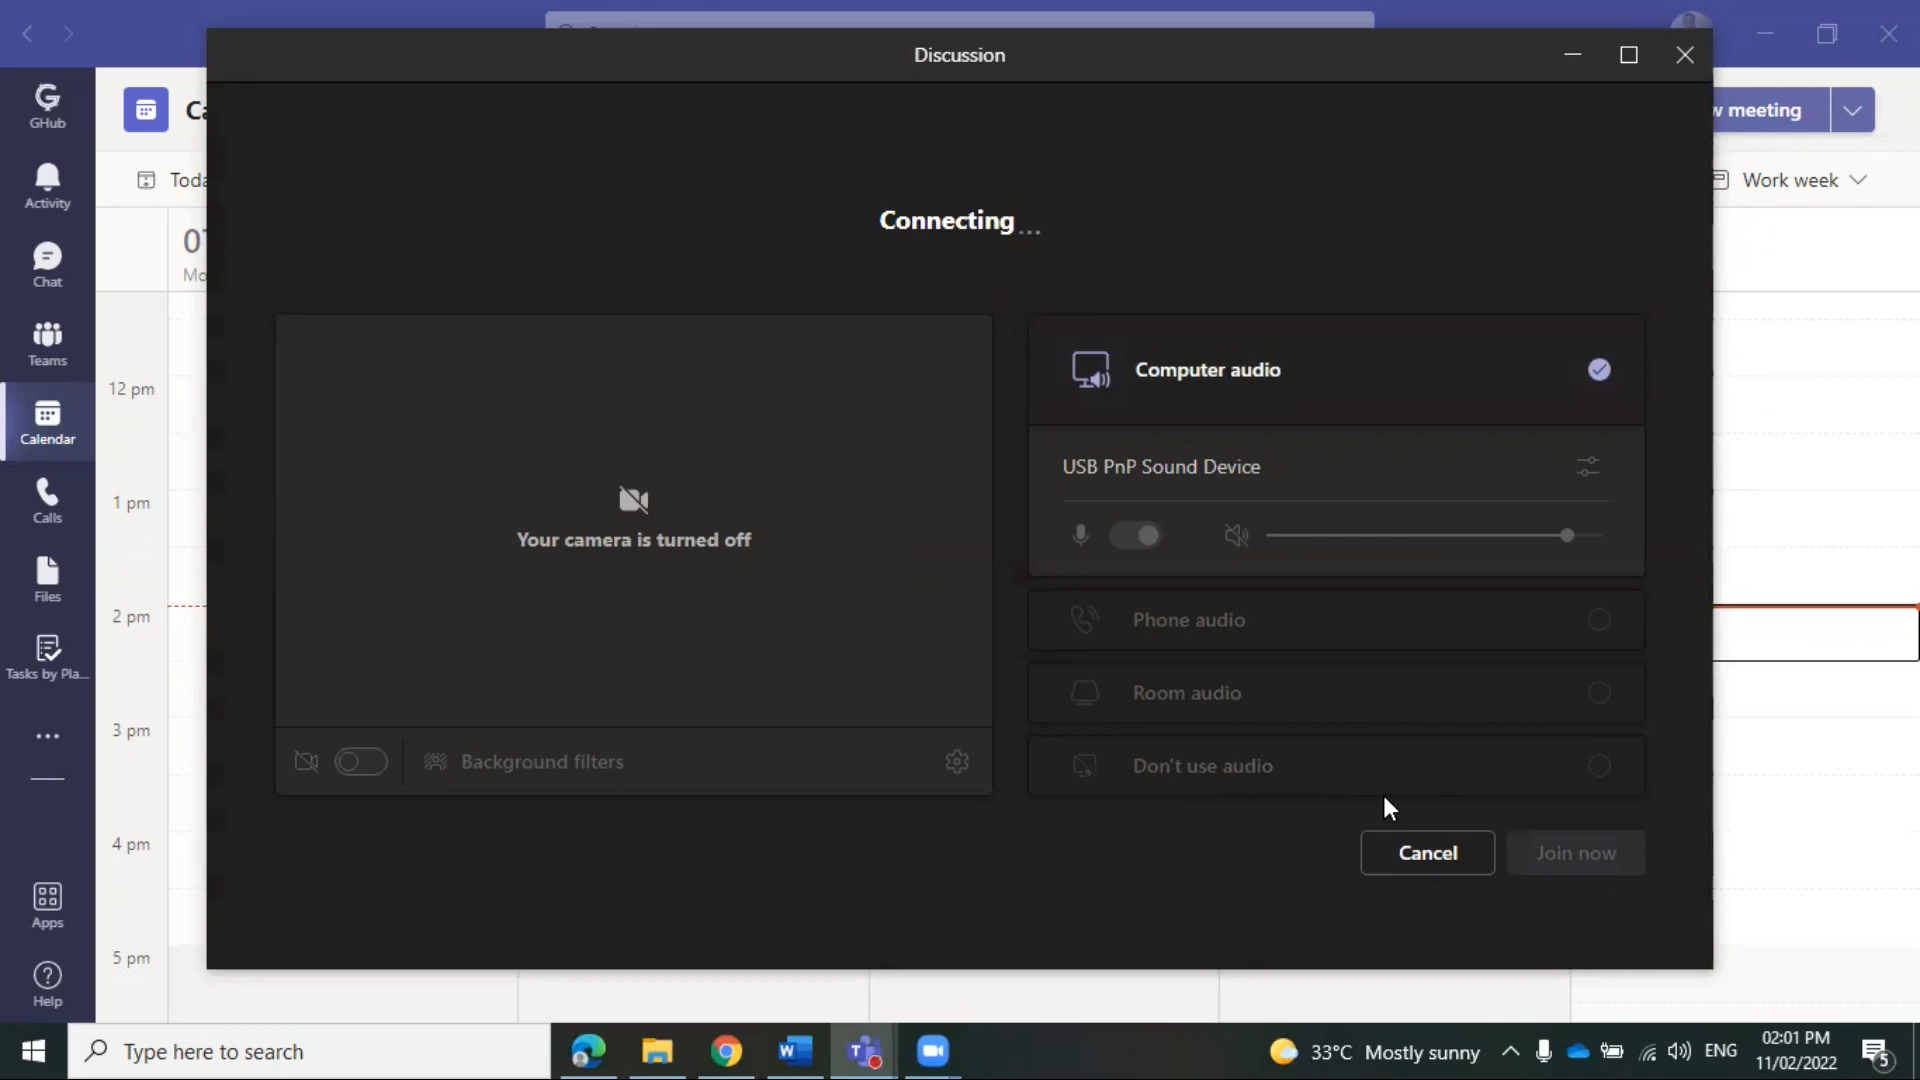 Discussion
GHub
Activity
Chat
Teams
Calendar
Calls
Files
Tasks by Pla...
Apps
Help
meeting
Work week
12 pm
1 pm
2 pm
3 pm
4 pm
5 pm
Connecting...
Your camera is turned off
Background filters
Computer audio
USB PnP Sound Device
Phone audio
Room audio
Don't use audio
Cancel
Join now
Type here to search
33°C Mostly sunny
ENG
02:01 PM
11/02/2022
5